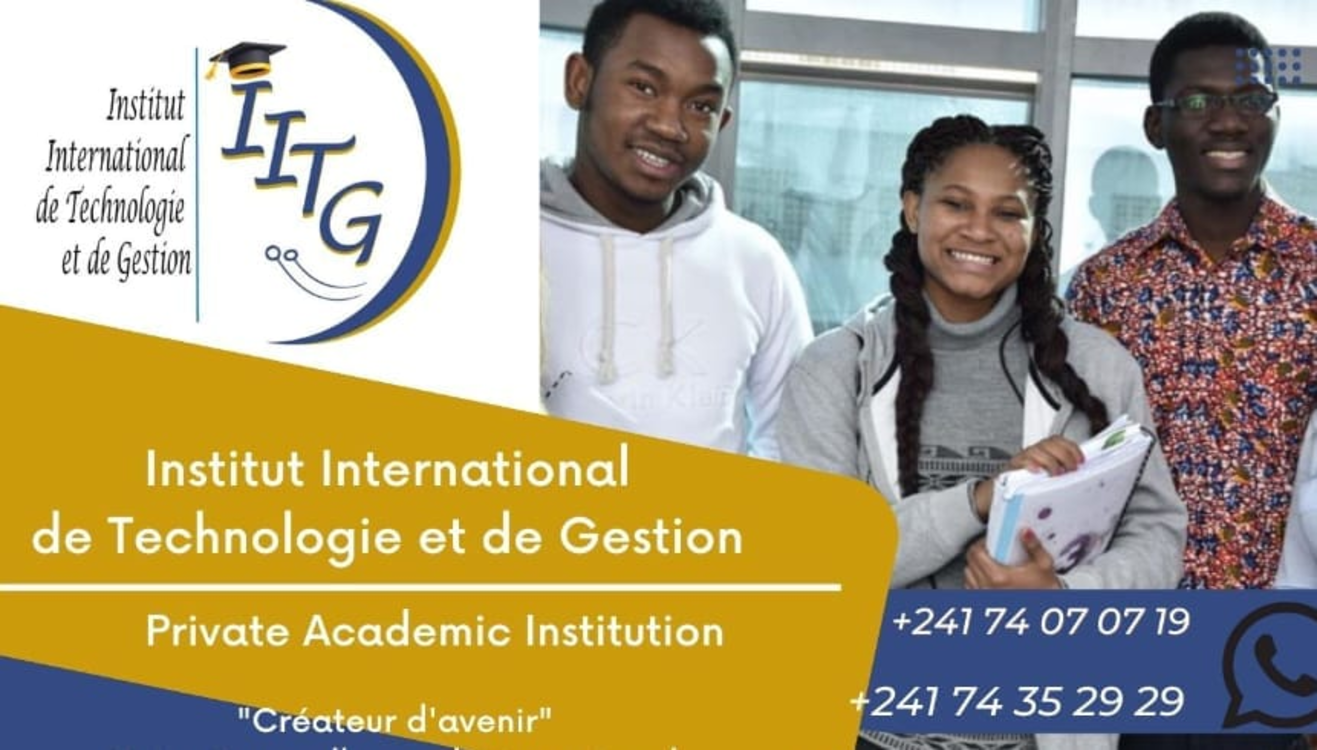 Institut
International
de Technologie
et de Gestion
IITG
Institut International
de Technologie et de Gestion
Private Academic Institution
"Créateur d'avenir"
+241 74 07 07 19
+241 74 35 29 29